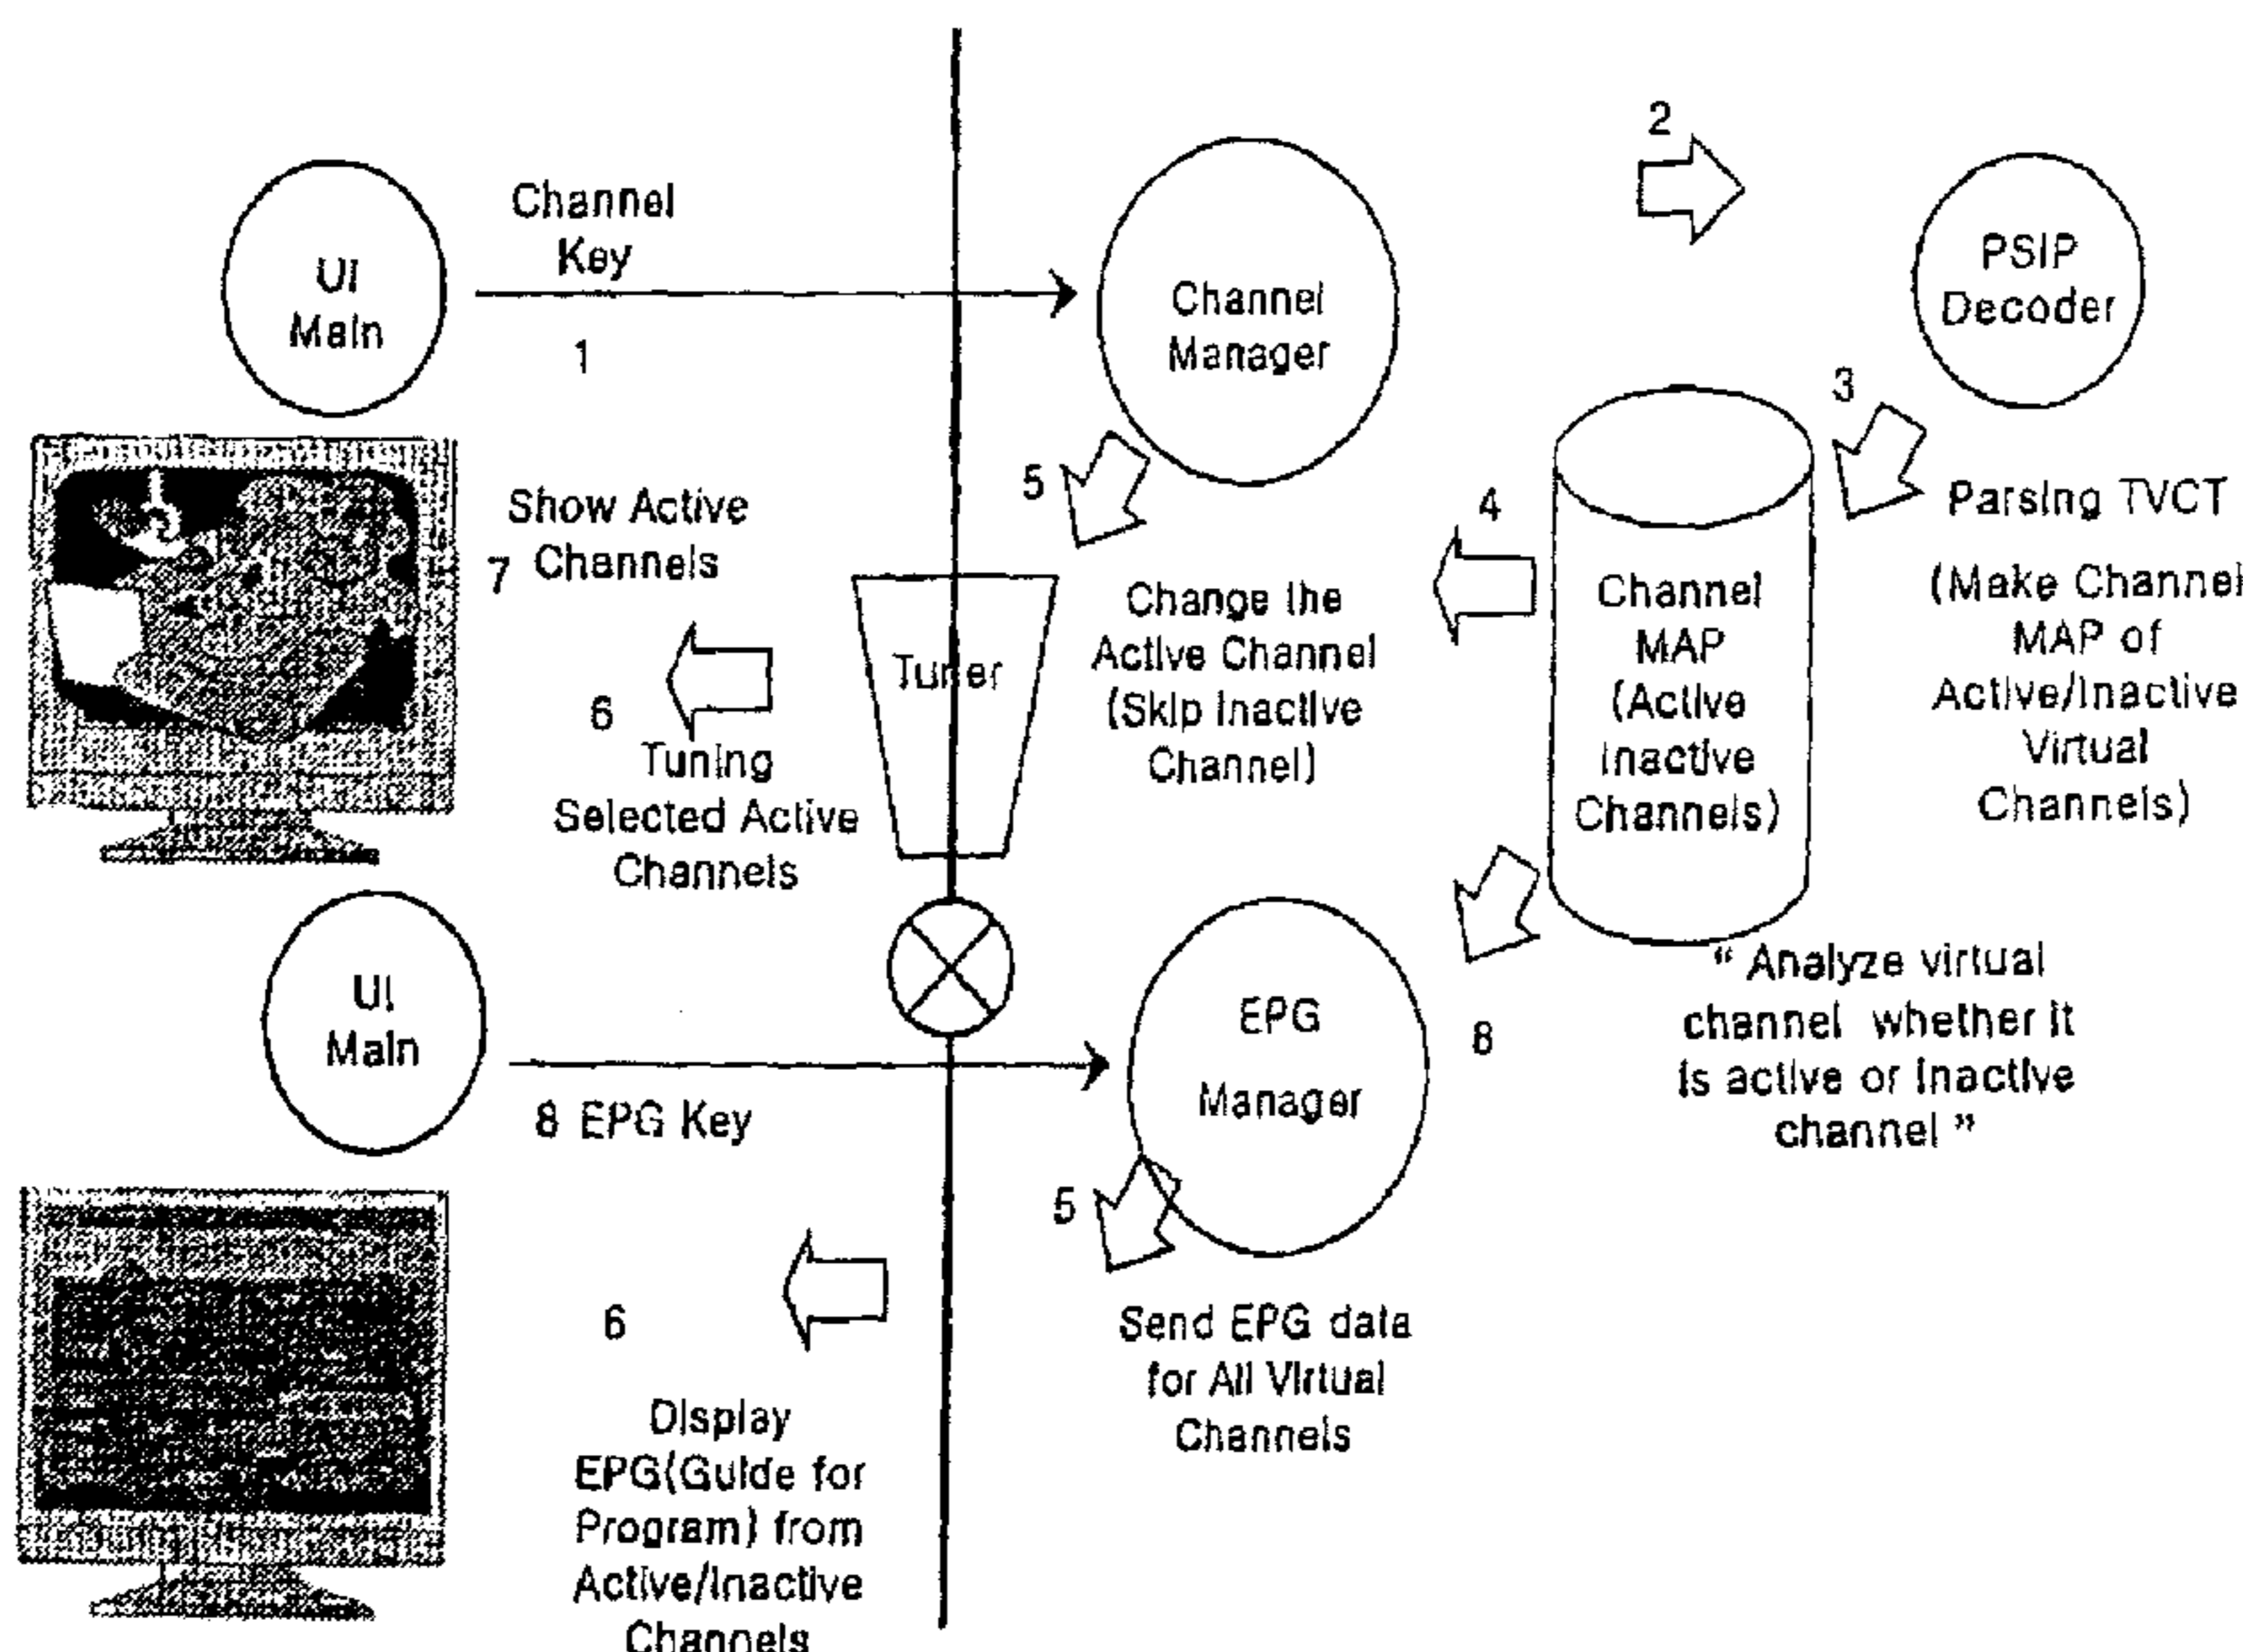 UI
Main
Channel
Key
1
Channel
Manager
2
PSIP
Decoder
3
Parsing TVCT
(Make Channel
MAP of
Active/Inactive
Virtual
Channels)
Channel
MAP
(Active
Inactive
Channels)
4
5
Change the
Active Channel
(Skip Inactive
Channel)
Tuner
6
Tuning
Selected Active
Channels
7
Show Active
Channels
UI
Main
8 EPG Key
EPG
Manager
8
“ Analyze virtual
channel whether it
is active or inactive
channel ”
5
Send EPG data
for All Virtual
Channels
6
Display
EPG(Guide for
Program) from
Active/Inactive
Channels